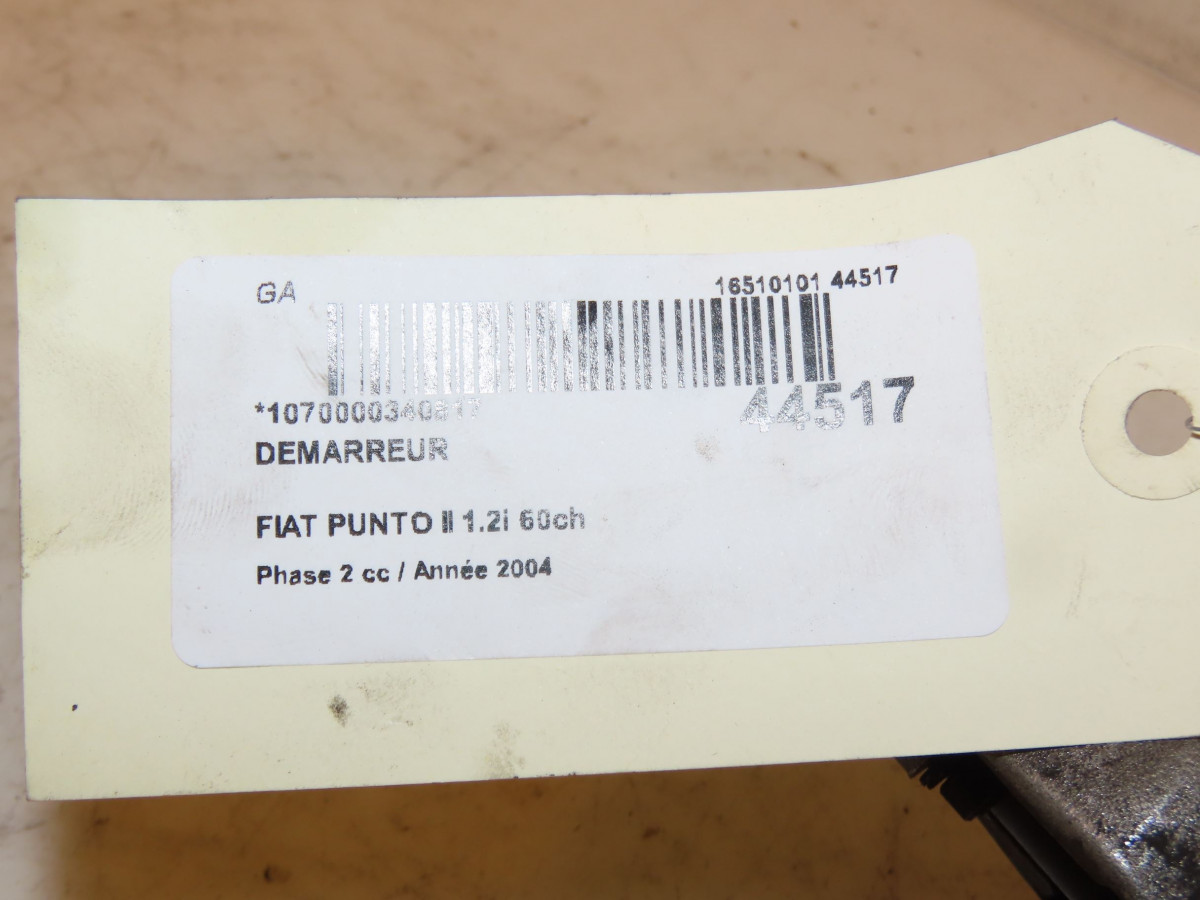 GA 16510101 44517
44517
DEMARREUR
FIAT PUNTO II 1.2i 60ch
Phase 2 cc / Année 2004